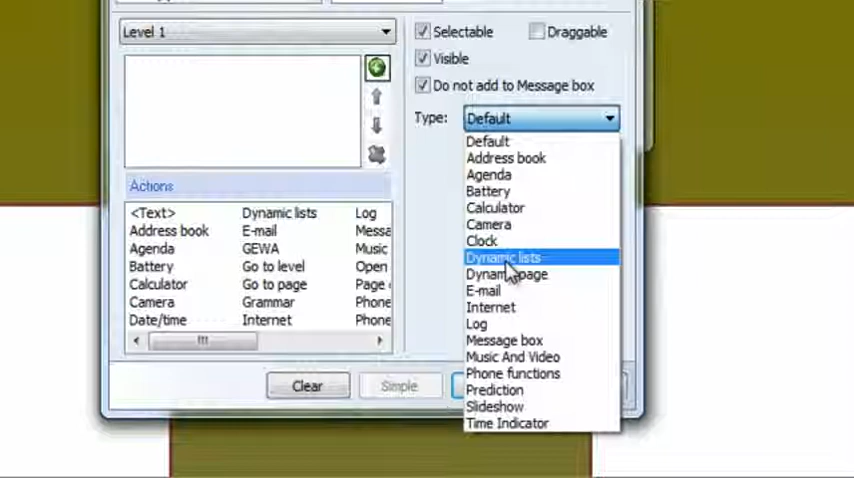 Level 1
Selectable
Draggable
Visible
Do not add to Message box
Type:
Default
Default
Address book
Agenda
Battery
Calculator
Camera
Clock
Dynamic lists
Dynamic page
E-mail
Internet
Log
Message box
Music And Video
Phone functions
Prediction
Slideshow
Time Indicator
Actions
<Text> Dynamic lists Log
Address book E-mail
Agenda GEWA Music
Battery Go to level Open
Calculator Go to page Page
Camera Grammar Phone
Date/time Internet Phone
Clear
Simple